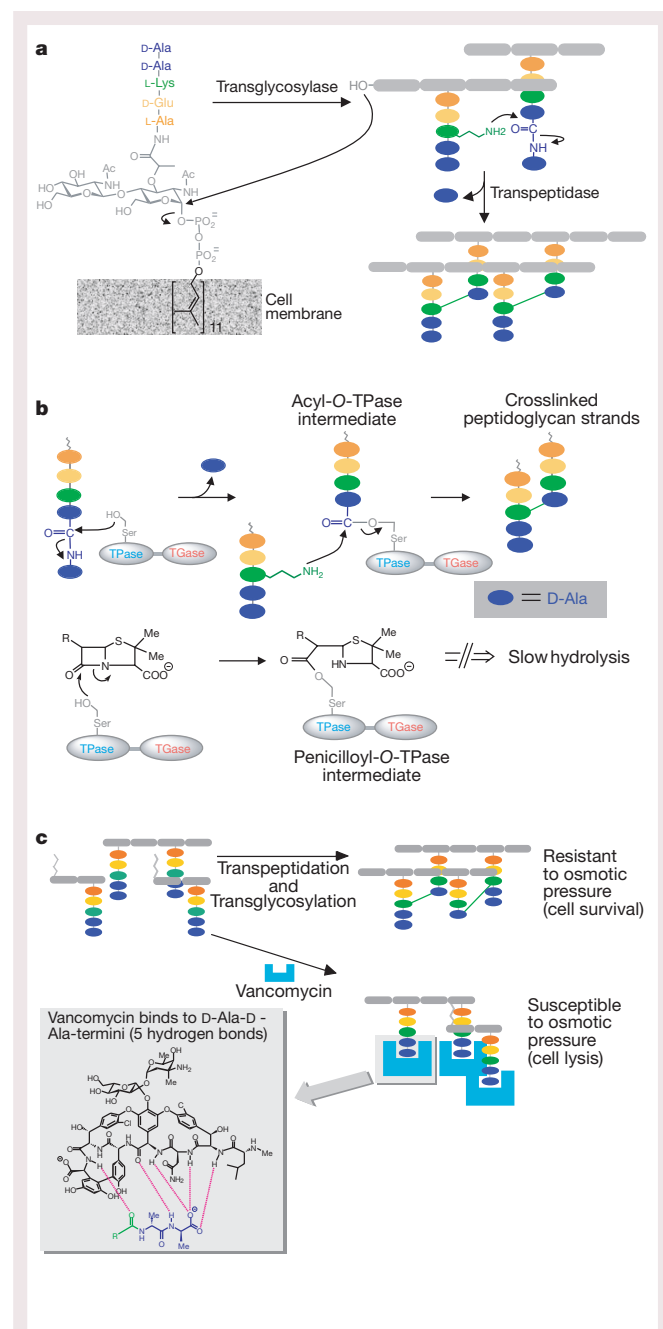 a
D-Ala
D-Ala
L-Lys
D-Glu
L-Ala
NH
O
Transglycosylase
HO
NH2
O
C
NH
Transpeptidase
OH
HO
HO
O
HN
Ac
O
HO
O
O
NH
Ac
O
O–PO2=
O
PO2=
O
11
Cell
membrane
b
Acyl-O-TPase
intermediate
Crosslinked
peptidoglycan strands
HO
O=C
NH
Ser
TPase
TGase
NH2
O=C–O
Ser
TPase
TGase
= D-Ala
R
S
Me
Me
O
N
COO⊖
HO
Ser
TPase
TGase
R
S
Me
Me
O
HN
COO⊖
O
Ser
TPase
TGase
Slow hydrolysis
Penicilloyl-O-TPase
intermediate
c
Transpeptidation
and
Transglycosylation
Resistant
to osmotic
pressure
(cell survival)
Vancomycin
Susceptible
to osmotic
pressure
(cell lysis)
Vancomycin binds to D-Ala-D -
Ala-termini (5 hydrogen bonds)
Me
OH
NH2
Me
HO
HO
HO
OH
O
O
O
O
Cl
C
HO
OH
O
O
O
O
N
H
N
H
N
H
N
H
N
H
Me
NH2
O
HO
OH
OH
O
Me
H
N
O⊖
O
R
N
H
O
Me